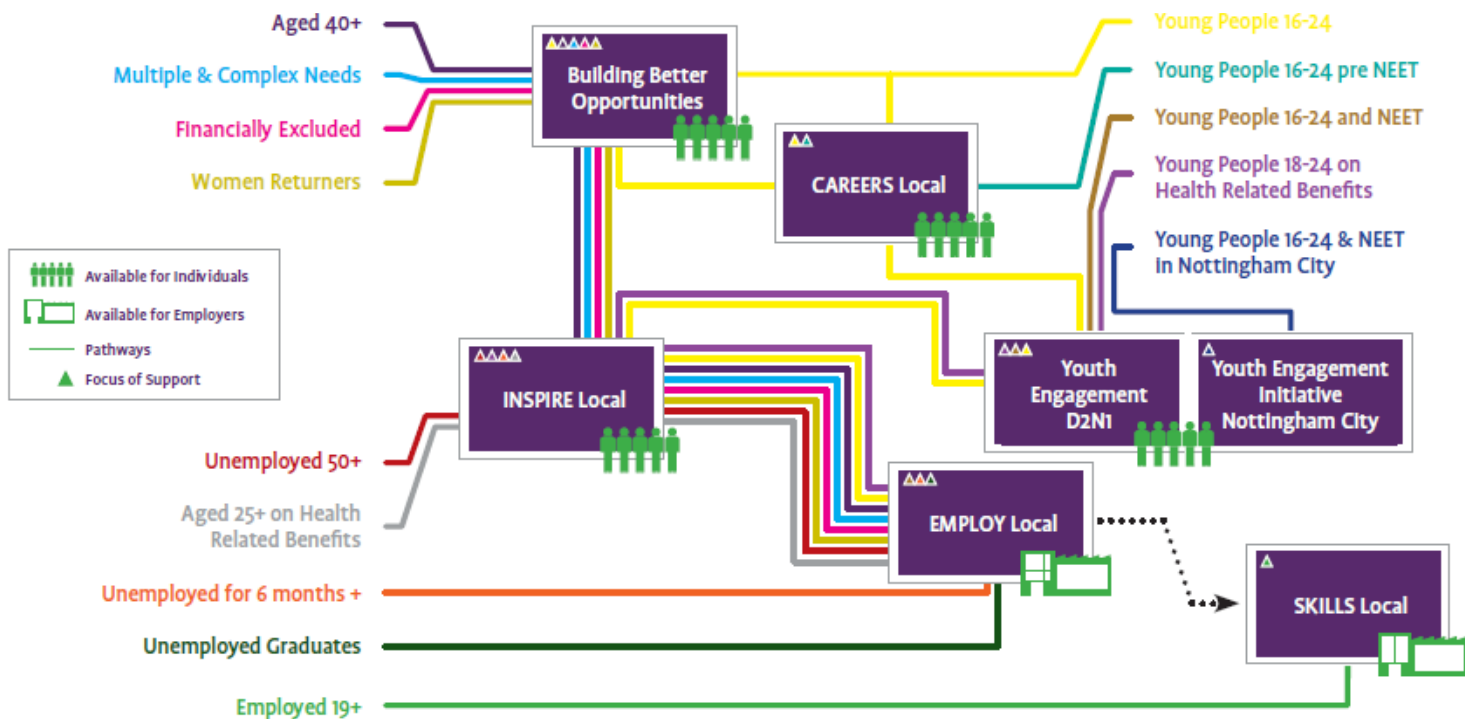 Aged 40+
Multiple & Complex Needs
Financially Excluded
Women Returners
Building Better
Opportunities
Young People 16-24
Young People 16-24 pre NEET
Young People 16-24 and NEET
Young People 18-24 on
Health Related Benefits
Young People 16-24 & NEET
in Nottingham City
CAREERS Local
Available for Individuals
Available for Employers
Pathways
Focus of Support
INSPIRE Local
Youth
Engagement
D2N1
Youth Engagement
Initiative
Nottingham City
Unemployed 50+
Aged 25+ on Health
Related Benefits
EMPLOY Local
Unemployed for 6 months +
SKILLS Local
Unemployed Graduates
Employed 19+